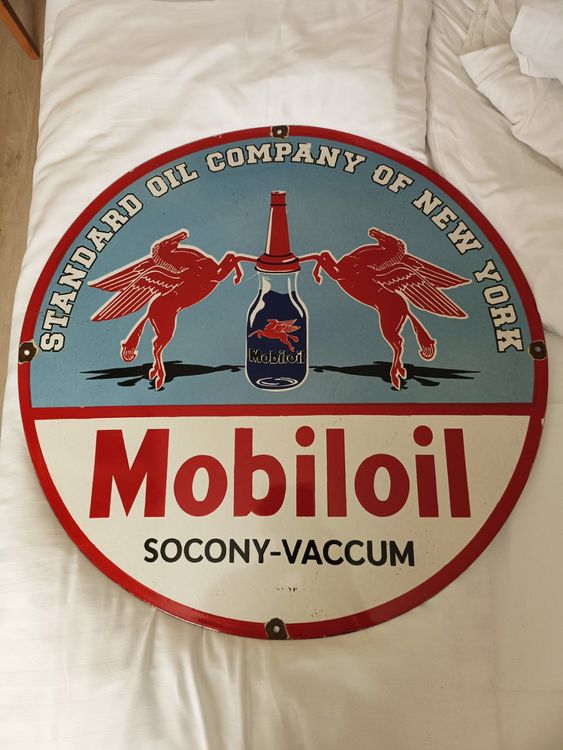 STANDARD OIL COMPANY OF NEW YORK
Mobiloil
Mobiloil
SOCONY-VACCUM